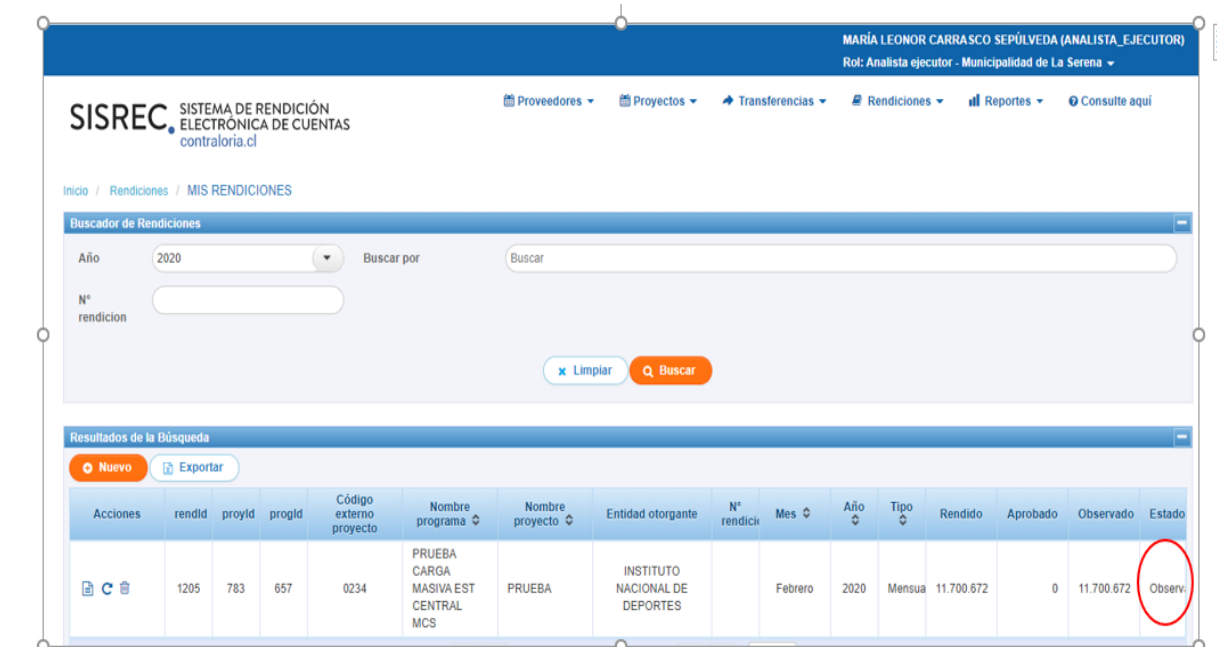 MARÍA LEONOR CARRASCO SEPÚLVEDA (ANALISTA_EJECUTOR)
Rol: Analista ejecutor - Municipalidad de La Serena
SISREC. SISTEMA DE RENDICIÓN
ELECTRÓNICA DE CUENTAS
contraloria.cl
Proveedores Proyectos Transferencias Rendiciones Reportes Consulte aquí
Inicio / Rendiciones / MIS RENDICIONES
Buscador de Rendiciones
Año 2020 Buscar por Buscar
N°
rendicion
Limpiar Buscar
Resultados de la Búsqueda
Nuevo Exportar
Acciones rendId proyId progId Código externo proyecto Nombre programa Nombre proyecto Entidad otorgante N° rendici Mes Año Tipo Rendido Aprobado Observado Estado
1205 783 657 0234 PRUEBA CARGA MASIVA EST CENTRAL MCS PRUEBA INSTITUTO NACIONAL DE DEPORTES Febrero 2020 Mensua 11.700.672 0 11.700.672 Observ